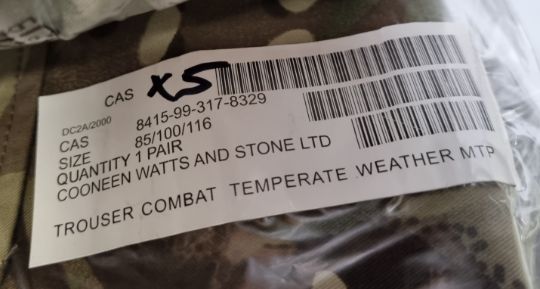 CAS X5
DC2A/2000
CAS 8415-99-317-8329
SIZE 85/100/116
QUANTITY 1 PAIR
COONEEN WATTS AND STONE LTD
TROUSER COMBAT TEMPERATE WEATHER MTP